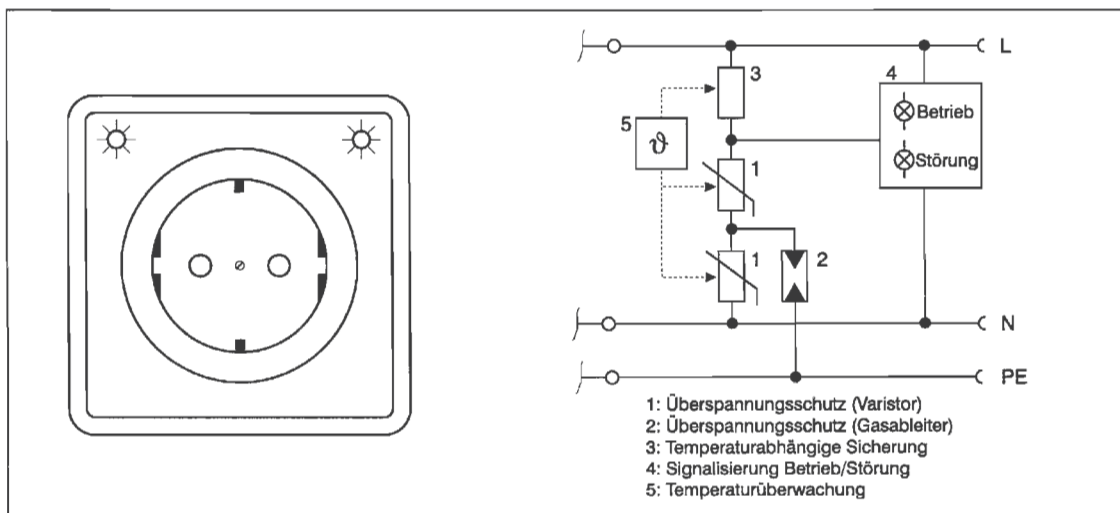 L
3
4
Betrieb
5
ϑ
Störung
1
1
2
N
PE
1: Überspannungsschutz (Varistor)
2: Überspannungsschutz (Gasableiter)
3: Temperaturabhängige Sicherung
4: Signalisierung Betrieb/Störung
5: Temperaturüberwachung